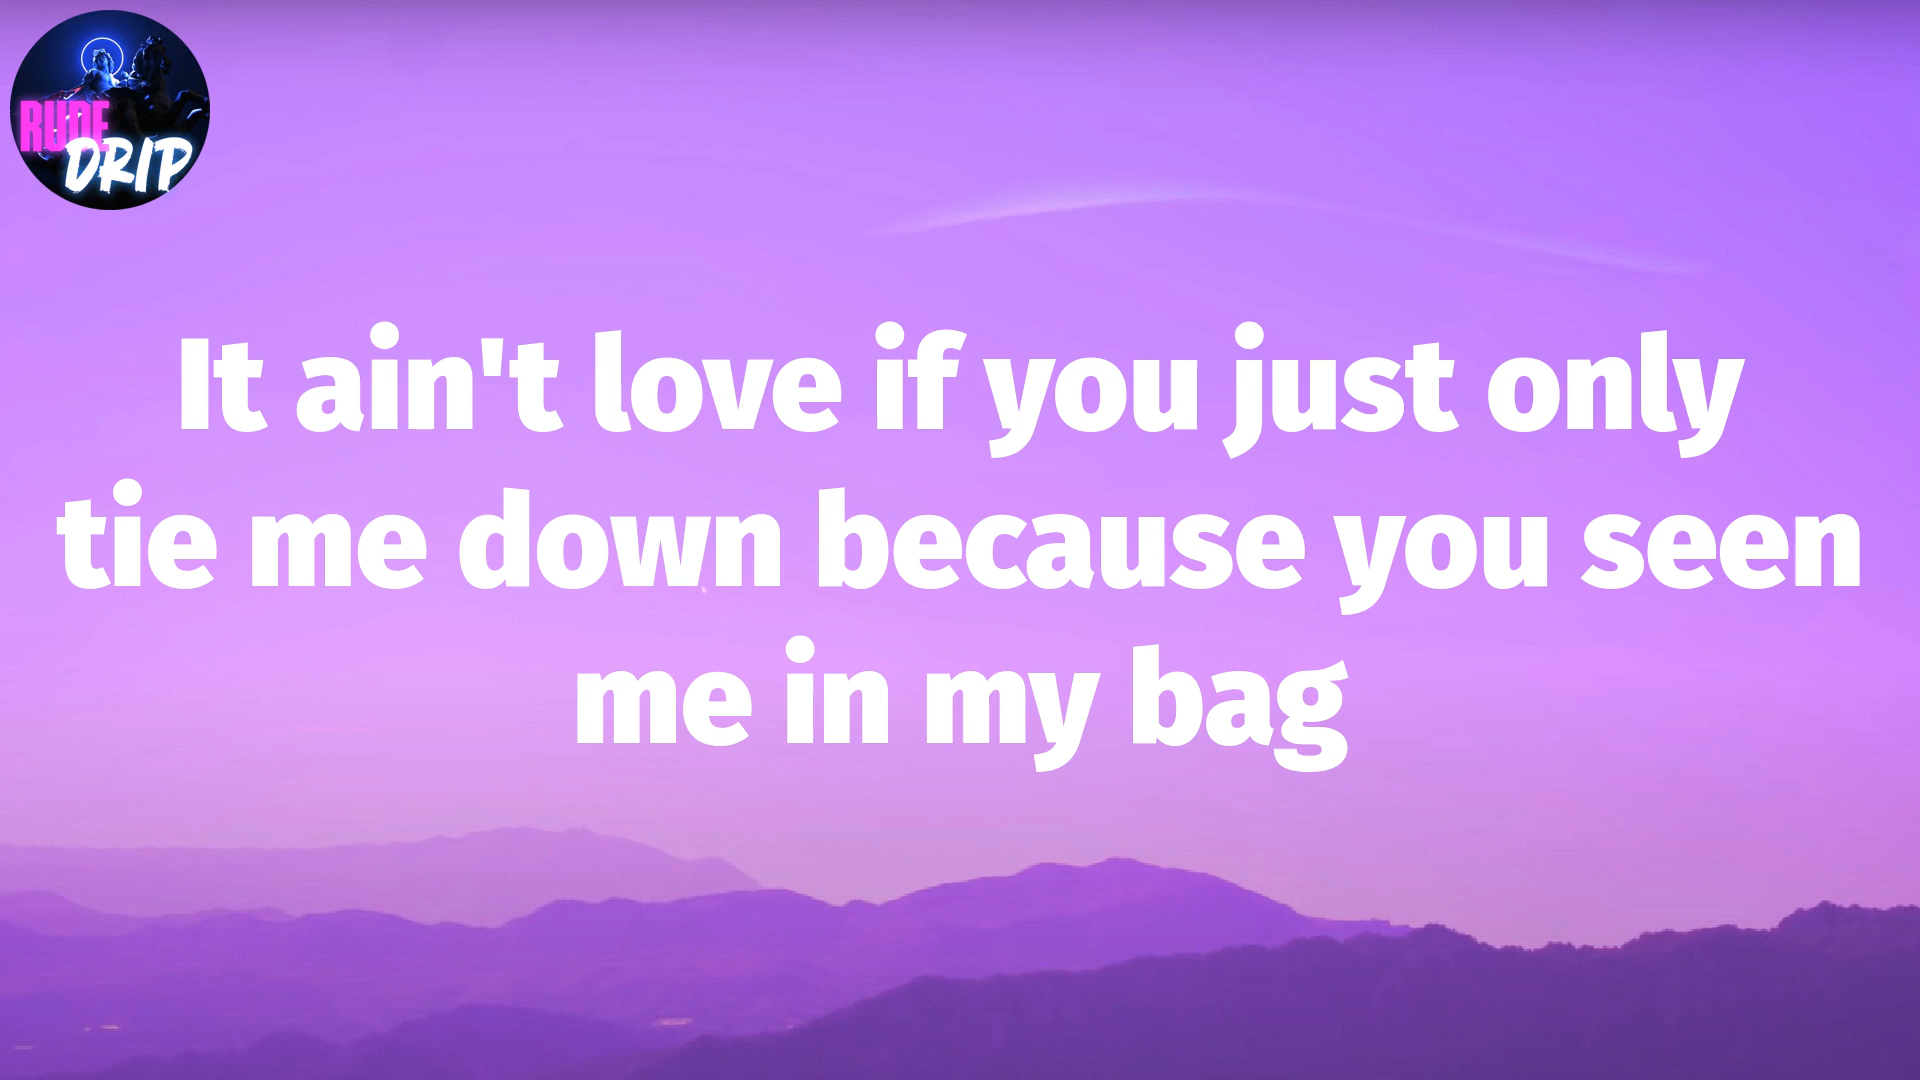 RUDE
DRIP
It ain't love if you just only
tie me down because you seen
me in my bag